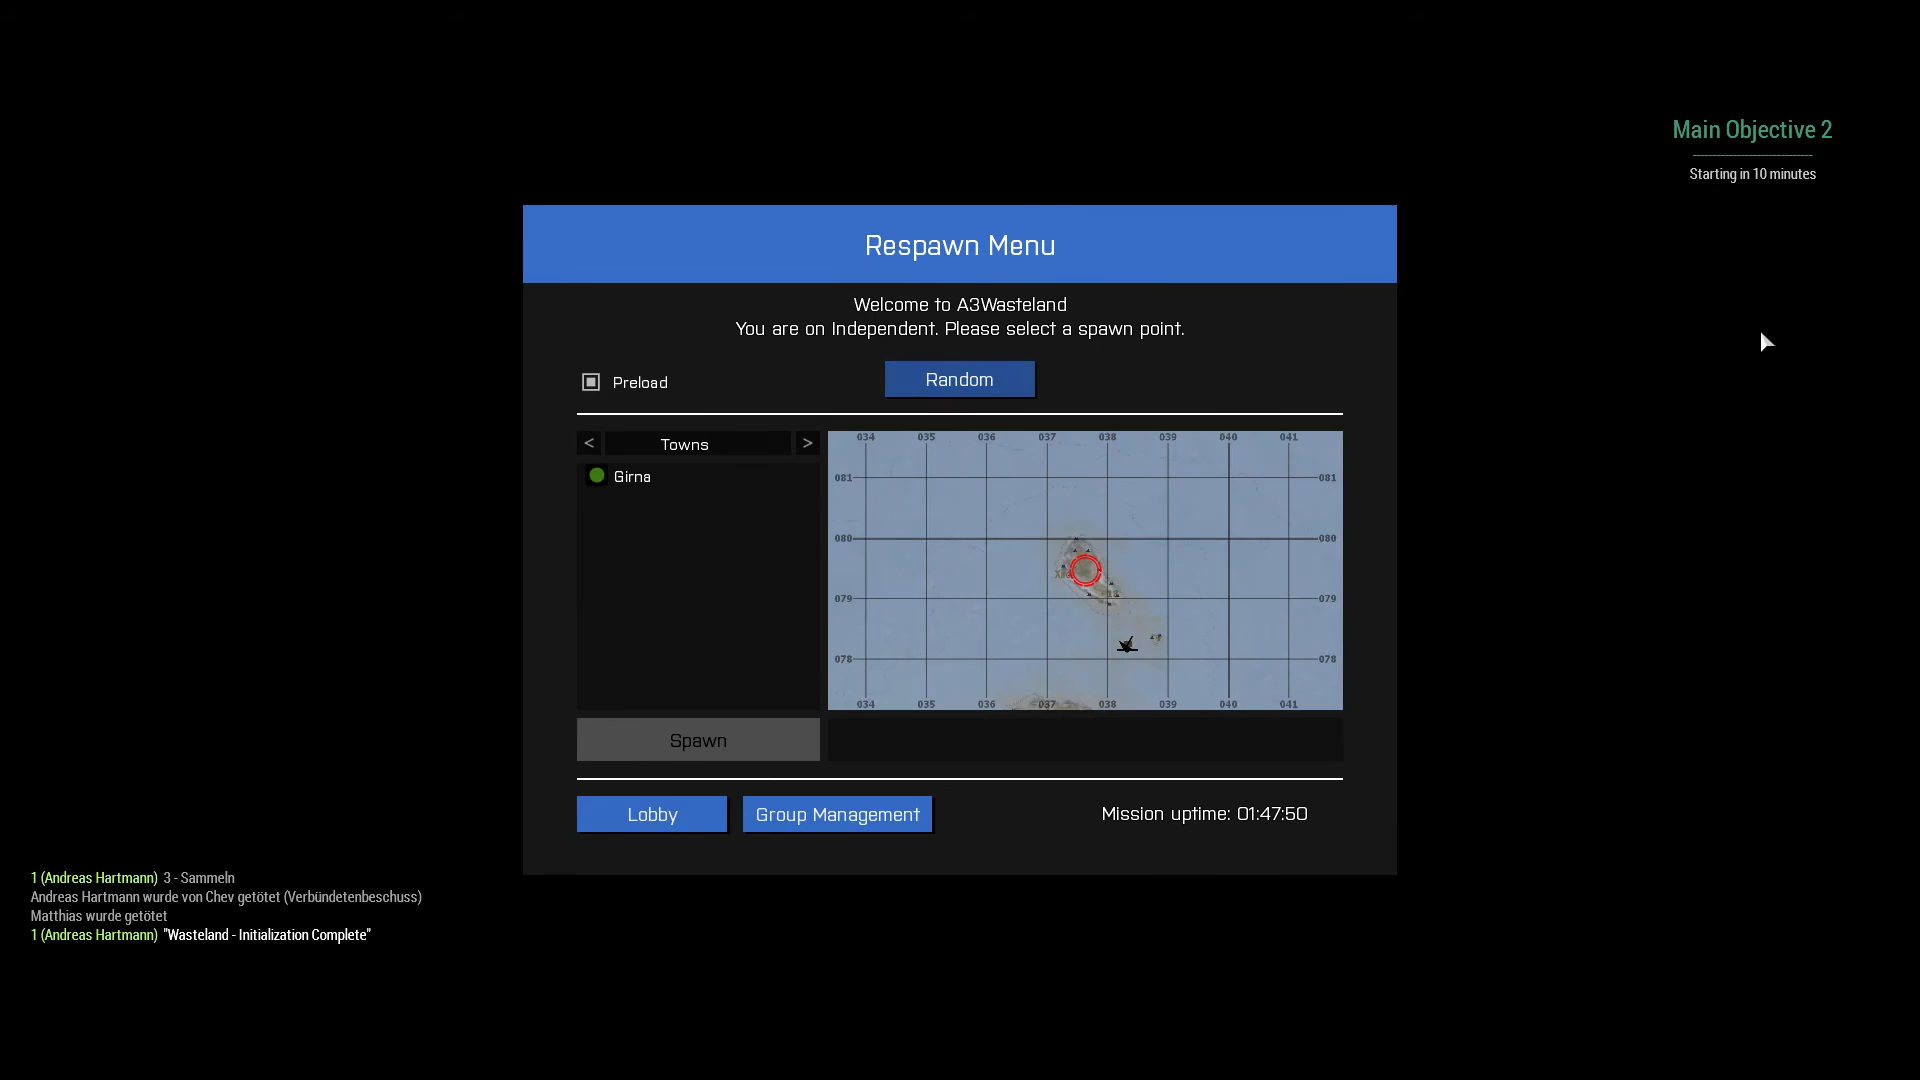 Main Objective 2
Starting in 10 minutes
Respawn Menu
Welcome to A3Wasteland
You are on Independent. Please select a spawn point.
Preload
Random
< Towns >
Girna
034 035 036 037 038 039 040 041
081 081
080 080
079 079
078 078
034 035 036 037 038 039 040 041
Spawn
Lobby
Group Management
Mission uptime: 01:47:50
1 (Andreas Hartmann) 3 - Sammeln
Andreas Hartmann wurde von Chev getötet (Verbündetenbeschuss)
Matthias wurde getötet
1 (Andreas Hartmann) "Wasteland - Initialization Complete"